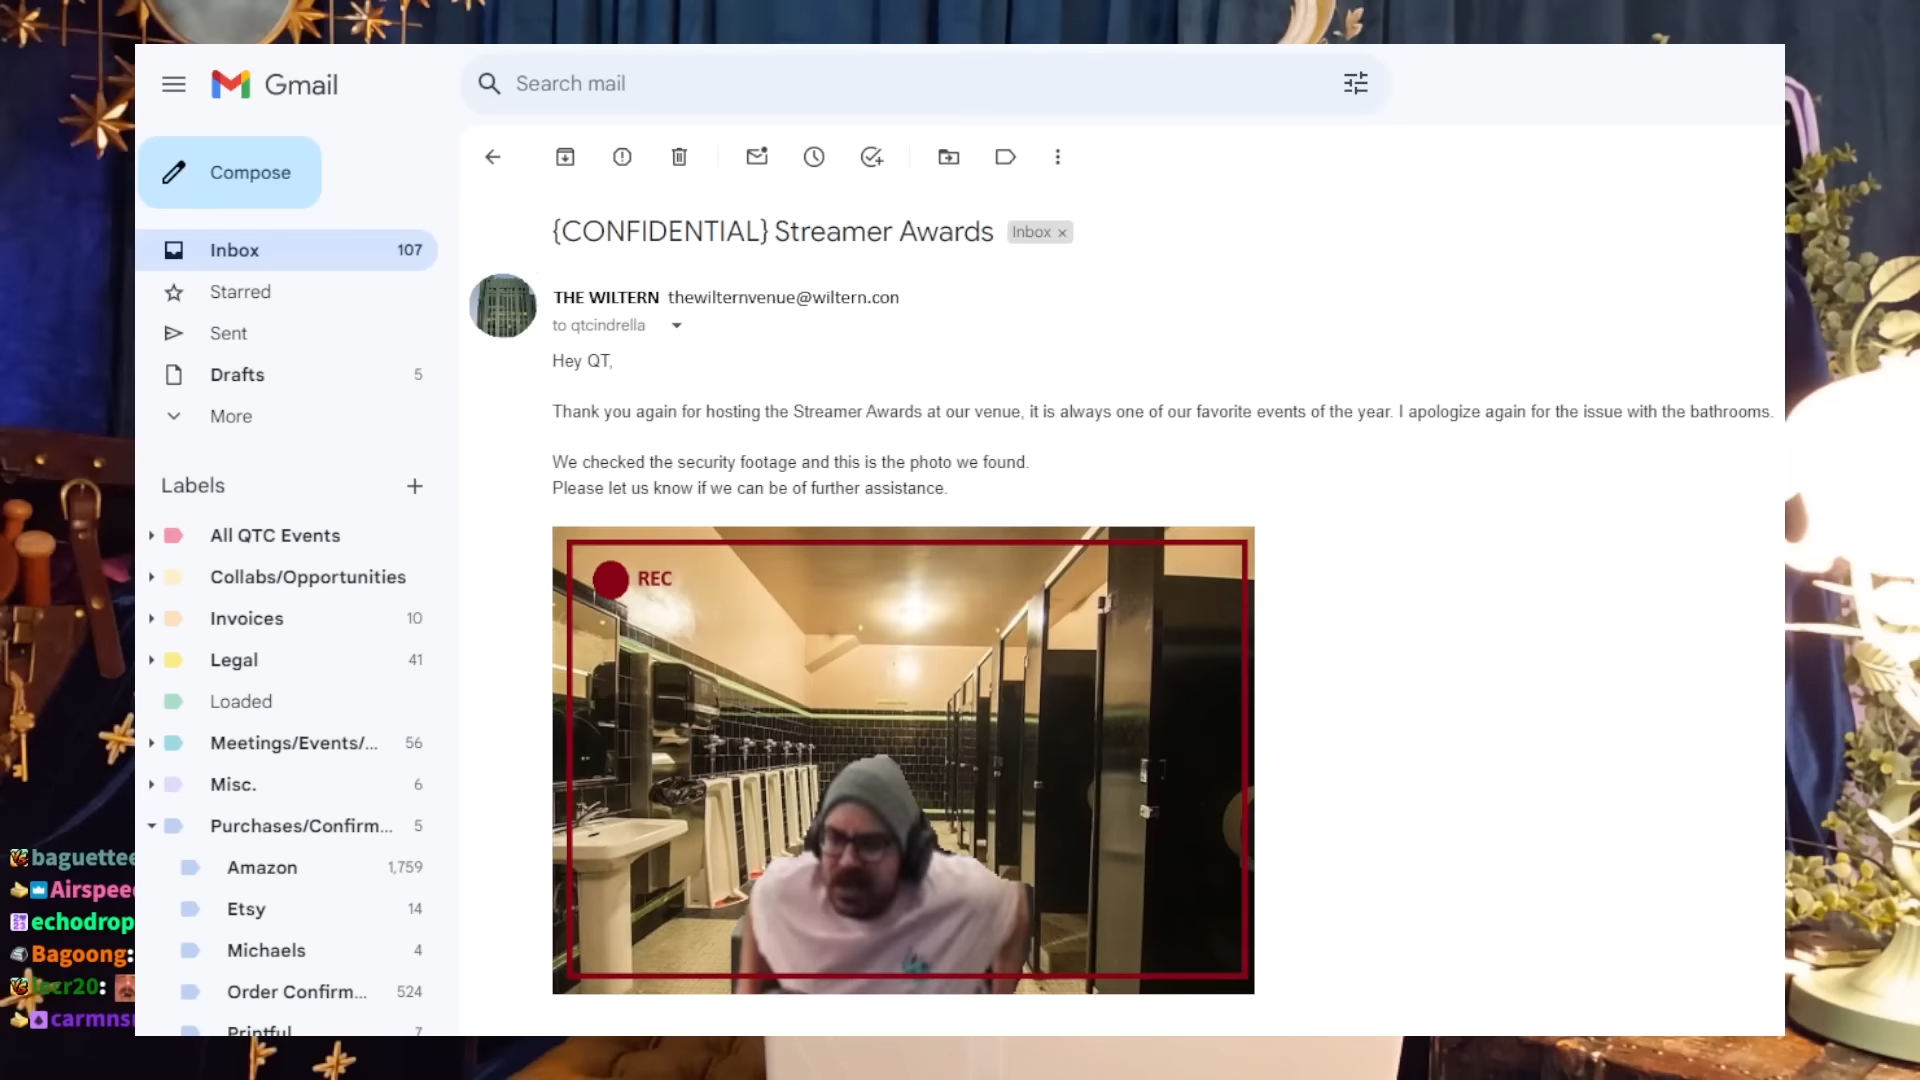 Gmail
Search mail
Compose
Inbox 107
Starred
Sent
Drafts 5
More
Labels
All QTC Events
Collabs/Opportunities
Invoices 10
Legal 41
Loaded
Meetings/Events/... 56
Misc. 6
Purchases/Confirm... 5
Amazon 1,759
Etsy 14
Michaels 4
Order Confirm... 524
Printful 7
{CONFIDENTIAL} Streamer Awards Inbox x
THE WILTERN thewilternvenue@wiltern.con
to qtcindrella
Hey QT,
Thank you again for hosting the Streamer Awards at our venue, it is always one of our favorite events of the year. I apologize again for the issue with the bathrooms.
We checked the security footage and this is the photo we found.
Please let us know if we can be of further assistance.
REC
baguettee
Airspeed
echodrop
Bagoong: